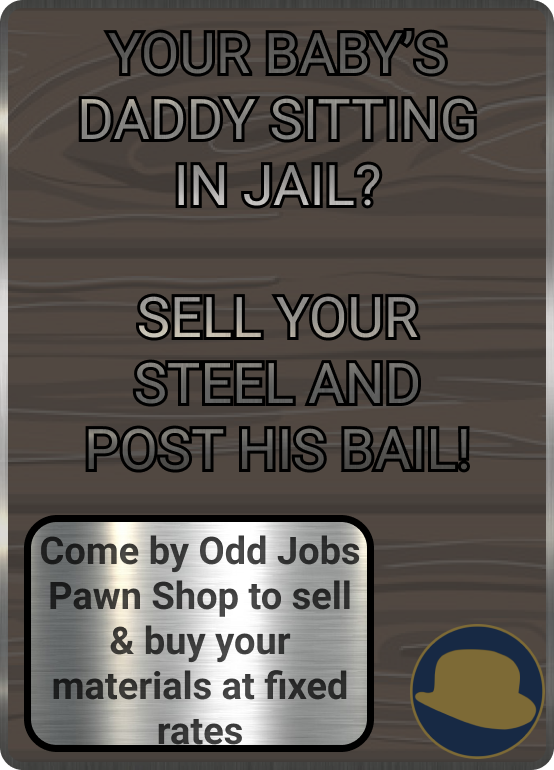 YOUR BABY’S
DADDY SITTING
IN JAIL?
SELL YOUR
STEEL AND
POST HIS BAIL!
Come by Odd Jobs
Pawn Shop to sell
& buy your
materials at fixed
rates